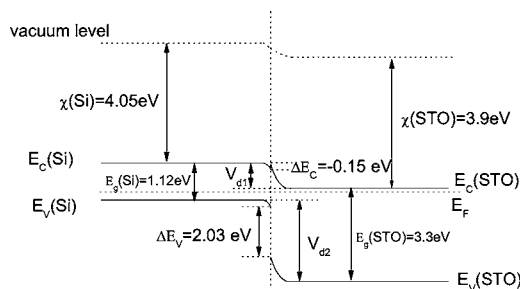 vacuum level
χ(Si)=4.05eV
χ(STO)=3.9eV
E_C(Si)
ΔE_C=-0.15 eV
V_d1
E_g(Si)=1.12eV
E_C(STO)
E_V(Si)
E_F
ΔE_V=2.03 eV
V_d2
E_g(STO)=3.3eV
E_V(STO)